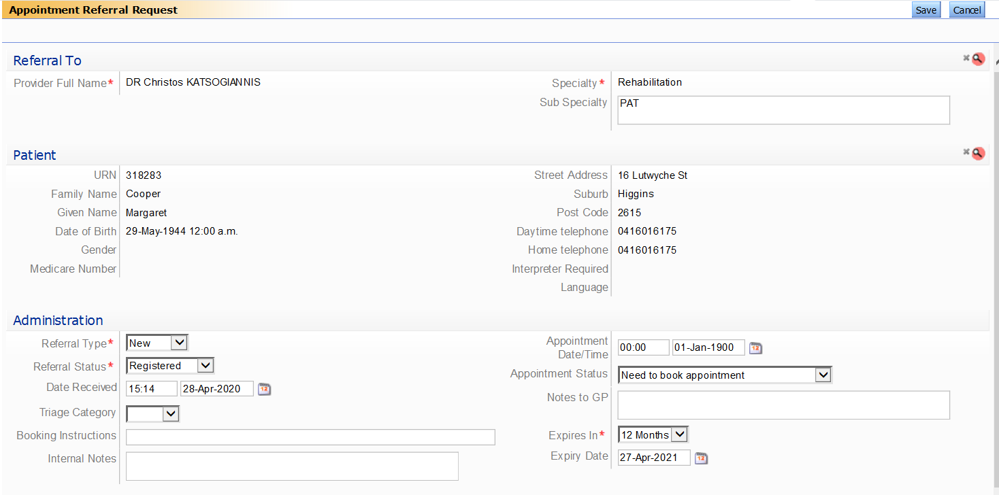 Appointment Referral Request
Save Cancel
Referral To
Provider Full Name* DR Christos KATSOGIANNIS
Specialty* Rehabilitation
Sub Specialty PAT
Patient
URN 318283
Family Name Cooper
Given Name Margaret
Date of Birth 29-May-1944 12:00 a.m.
Gender
Medicare Number
Street Address 16 Lutwyche St
Suburb Higgins
Post Code 2615
Daytime telephone 0416016175
Home telephone 0416016175
Interpreter Required
Language
Administration
Referral Type* New
Referral Status* Registered
Date Received 15:14 28-Apr-2020
Triage Category
Booking Instructions
Internal Notes
Appointment
Date/Time 00:00 01-Jan-1900
Appointment Status Need to book appointment
Notes to GP
Expires In* 12 Months
Expiry Date 27-Apr-2021